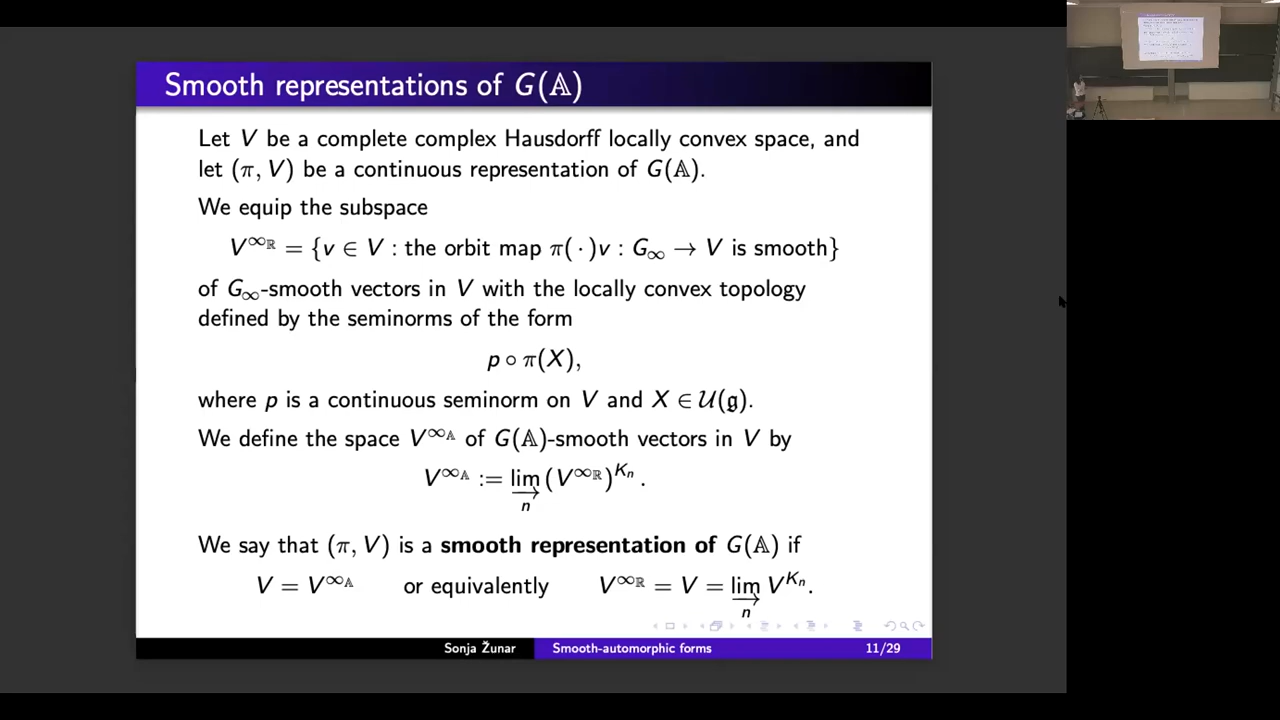 Smooth representations of G(𝔸)
Let V be a complete complex Hausdorff locally convex space, and
let (π, V) be a continuous representation of G(𝔸).
We equip the subspace
V^{∞_ℝ} = {v ∈ V : the orbit map π( · )v : G_∞ → V is smooth}
of G_∞-smooth vectors in V with the locally convex topology
defined by the seminorms of the form
p ∘ π(X),
where p is a continuous seminorm on V and X ∈ 𝒰(𝔤).
We define the space V^{∞_𝔸} of G(𝔸)-smooth vectors in V by
V^{∞_𝔸} := lim_{→ n} (V^{∞_ℝ})^{K_n} .
We say that (π, V) is a smooth representation of G(𝔸) if
V = V^{∞_𝔸} or equivalently V^{∞_ℝ} = V = lim_{→ n} V^{K_n}.
Sonja Žunar Smooth-automorphic forms 11/29